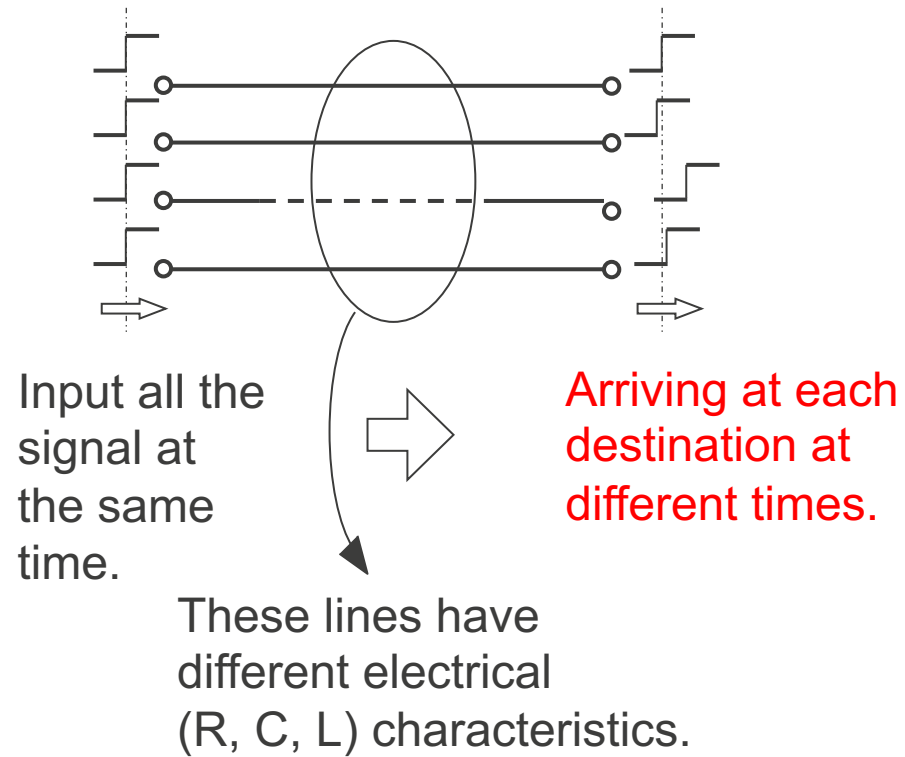 Input all the
signal at
the same
time.
Arriving at each
destination at
different times.
These lines have
different electrical
(R, C, L) characteristics.